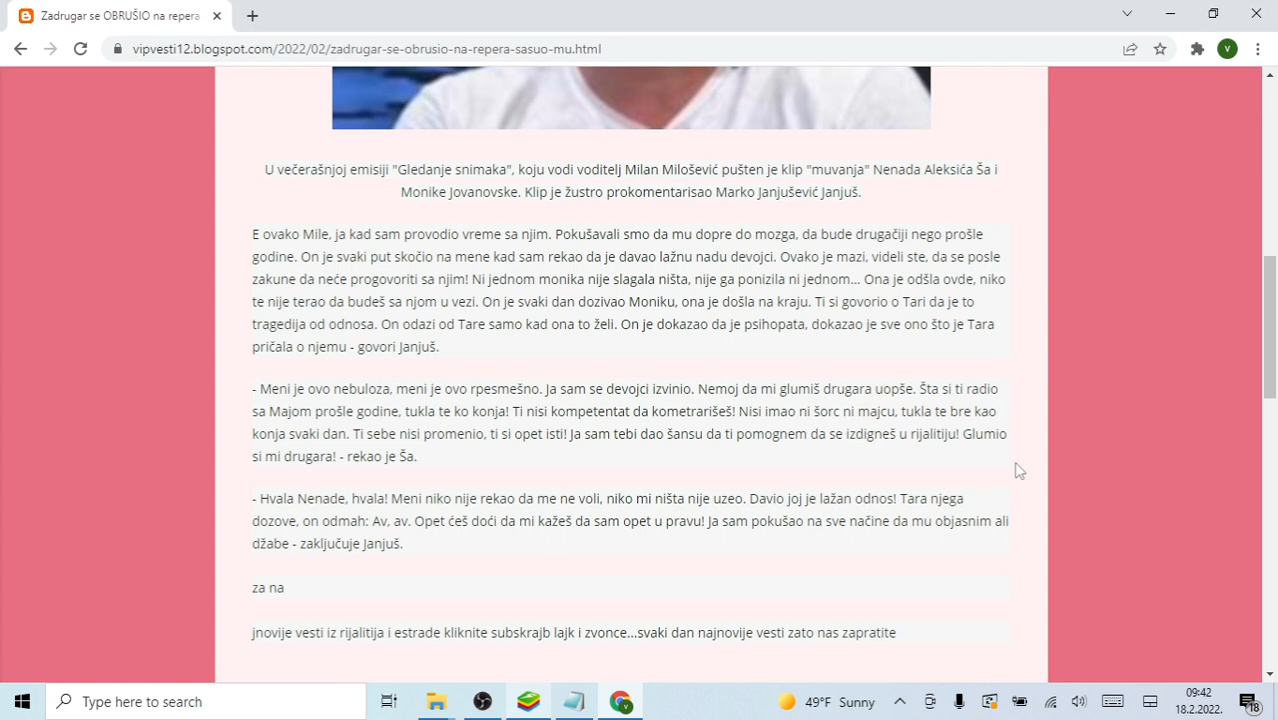 Zadrugar se OBRUŠIO na repera
vipvesti12.blogspot.com/2022/02/zadrugar-se-obrusio-na-repera-sasuo-mu.html
V
U večerašnjoj emisiji "Gledanje snimaka", koju vodi voditelj Milan Milošević pušten je klip "muvanja" Nenada Aleksića Ša i
Monike Jovanovske. Klip je žustro prokomentarisao Marko Janjušević Janjuš.
E ovako Mile, ja kad sam provodio vreme sa njim. Pokušavali smo da mu dopre do mozga, da bude drugačiji nego prošle
godine. On je svaki put skočio na mene kad sam rekao da je davao lažnu nadu devojci. Ovako je mazi, videli ste, da se posle
zakune da neće progovoriti sa njim! Ni jednom monika nije slagala ništa, nije ga ponizila ni jednom... Ona je odšla ovde, niko
te nije terao da budeš sa njom u vezi. On je svaki dan dozivao Moniku, ona je došla na kraju. Ti si govorio o Tari da je to
tragedija od odnosa. On odazi od Tare samo kad ona to želi. On je dokazao da je psihopata, dokazao je sve ono što je Tara
pričala o njemu - govori Janjuš.
- Meni je ovo nebuloza, meni je ovo rpesmešno. Ja sam se devojci izvinio. Nemoj da mi glumiš drugara uopše. Šta si ti radio
sa Majom prošle godine, tukla te ko konja! Ti nisi kompetentat da kometrarišeš! Nisi imao ni šorc ni majcu, tukla te bre kao
konja svaki dan. Ti sebe nisi promenio, ti si opet isti! Ja sam tebi dao šansu da ti pomognem da se izdigneš u rijalitiju! Glumio
si mi drugara! - rekao je Ša.
- Hvala Nenade, hvala! Meni niko nije rekao da me ne voli, niko mi ništa nije uzeo. Davio joj je lažan odnos! Tara njega
dozove, on odmah: Av, av. Opet ćeš doći da mi kažeš da sam opet u pravu! Ja sam pokušao na sve načine da mu objasnim ali
džabe - zaključuje Janjuš.
za na
jnovije vesti iz rijalitija i estrade kliknite subskrajb lajk i zvonce...svaki dan najnovije vesti zato nas zapratite
Type here to search
49°F Sunny
09:42
18.2.2022.
18